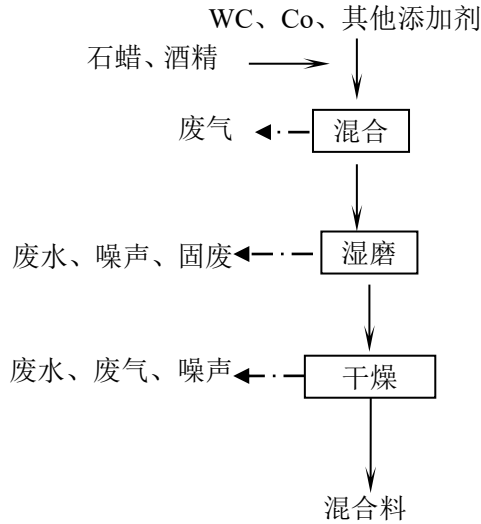 WC、Co、其他添加剂
石蜡、酒精
废气
混合
废水、噪声、固废
湿磨
废水、废气、噪声
干燥
混合料